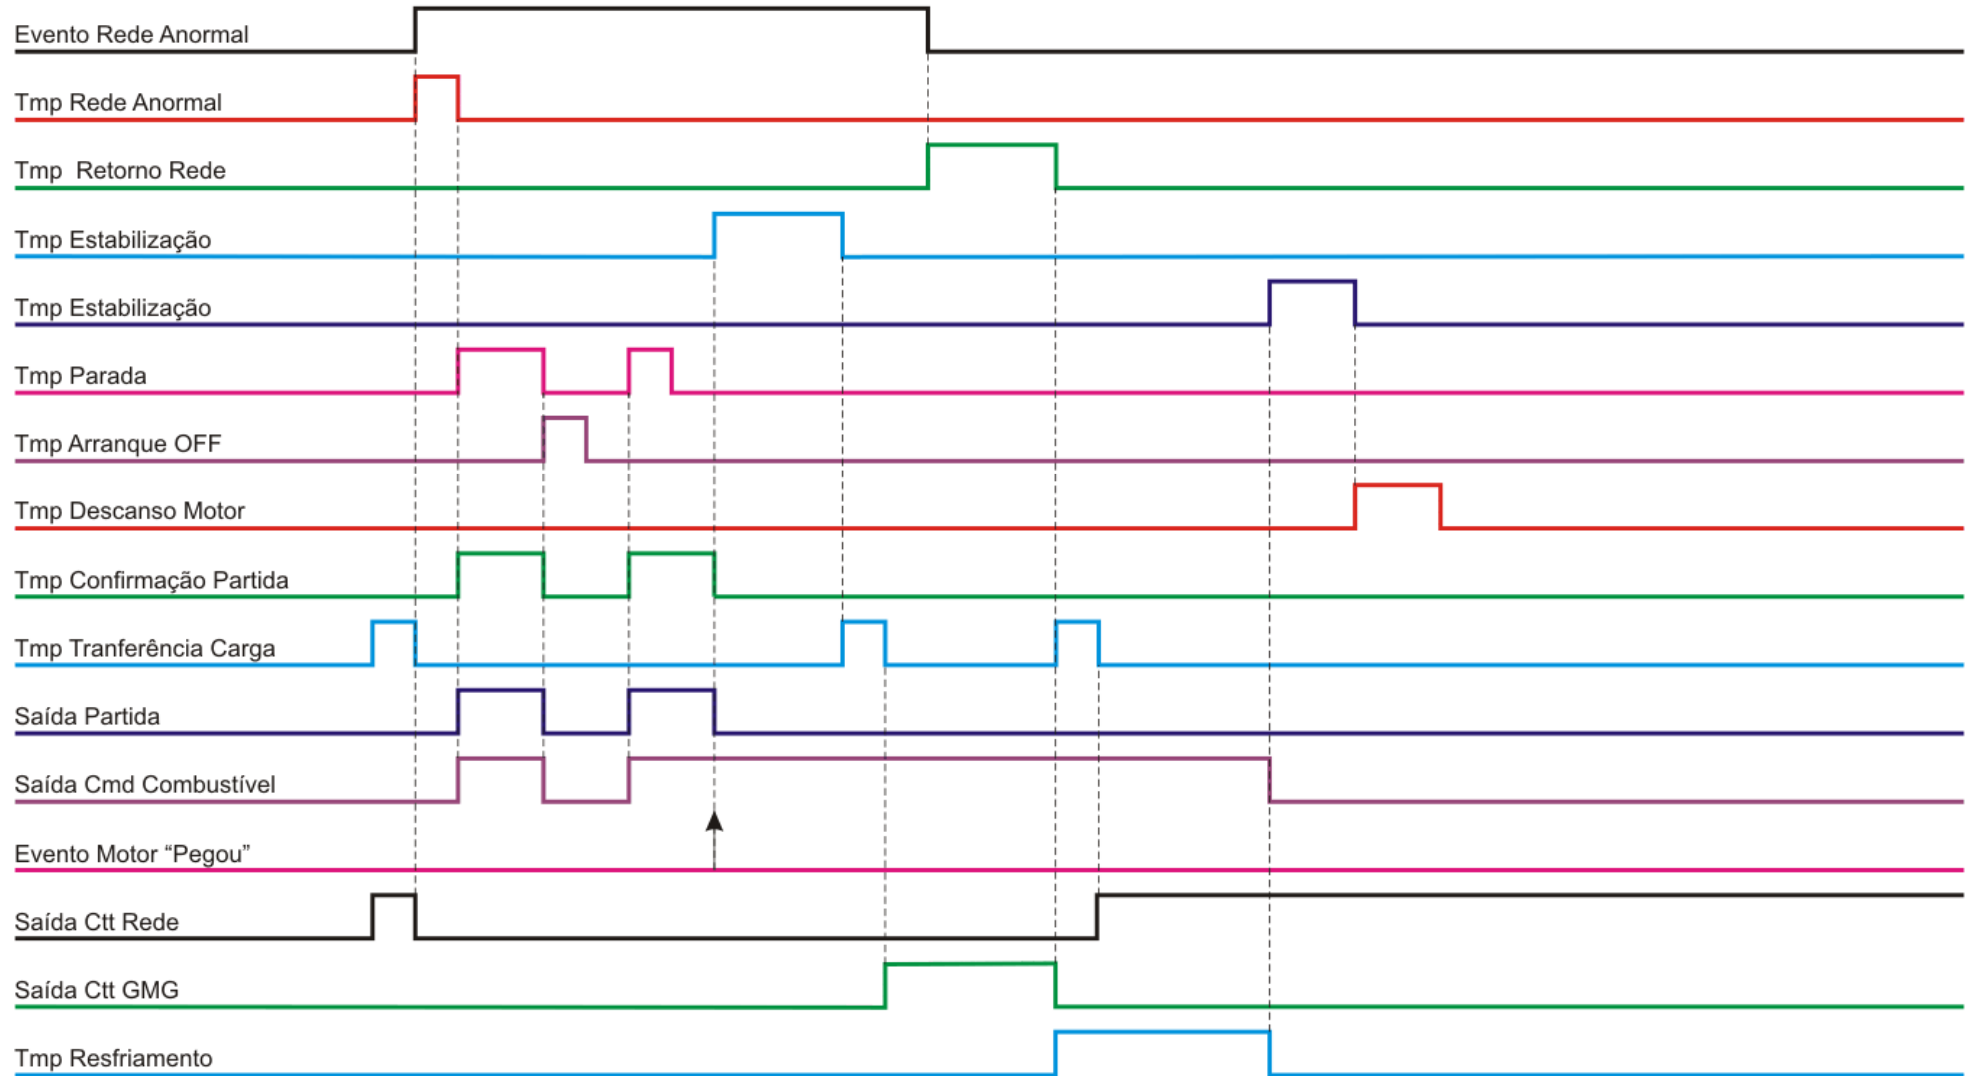 Evento Rede Anormal
Tmp Rede Anormal
Tmp Retorno Rede
Tmp Estabilização
Tmp Estabilização
Tmp Parada
Tmp Arranque OFF
Tmp Descanso Motor
Tmp Confirmação Partida
Tmp Tranferência Carga
Saída Partida
Saída Cmd Combustível
Evento Motor “Pegou”
Saída Ctt Rede
Saída Ctt GMG
Tmp Resfriamento